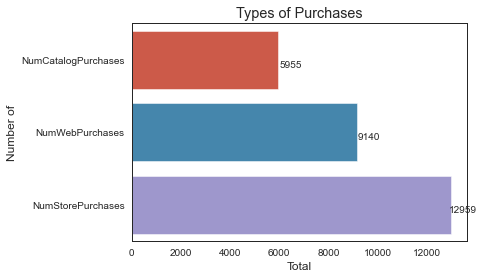 Types of Purchases
NumCatalogPurchases
5955
NumWebPurchases
9140
NumStorePurchases
12959
Number of
0 2000 4000 6000 8000 10000 12000
Total